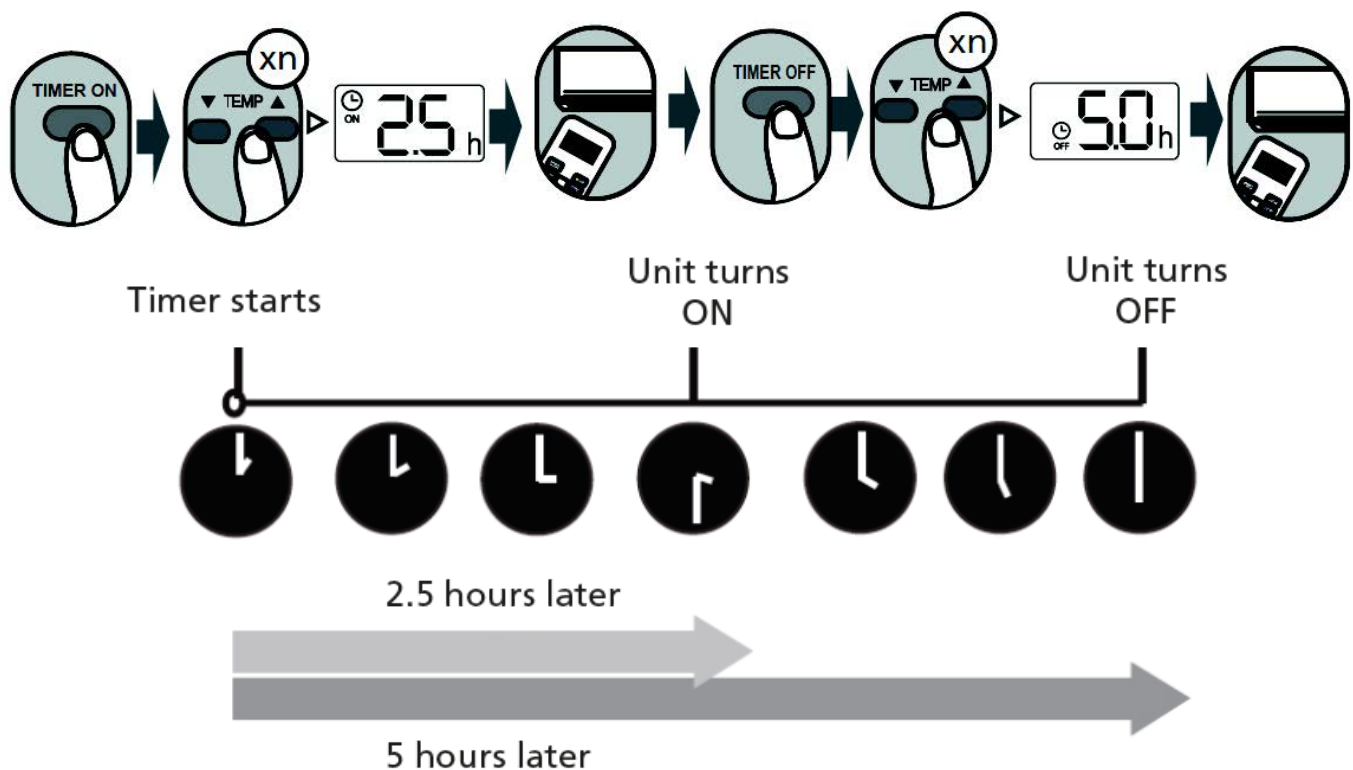 TIMER ON
xn
▼ TEMP ▲
ON 2.5 h
TIMER OFF
xn
▼ TEMP ▲
OFF 5.0 h
Timer starts
Unit turns
ON
Unit turns
OFF
2.5 hours later
5 hours later